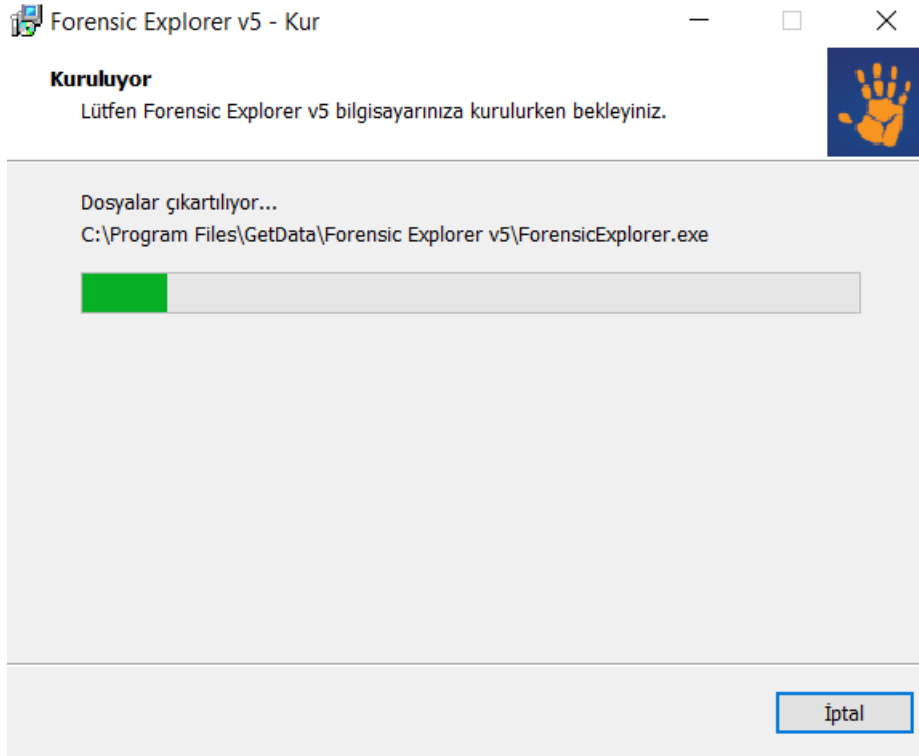 Forensic Explorer v5 - Kur
Kuruluyor
Lütfen Forensic Explorer v5 bilgisayarınıza kurulurken bekleyiniz.
Dosyalar çıkartılıyor...
C:\Program Files\GetData\Forensic Explorer v5\ForensicExplorer.exe
İptal